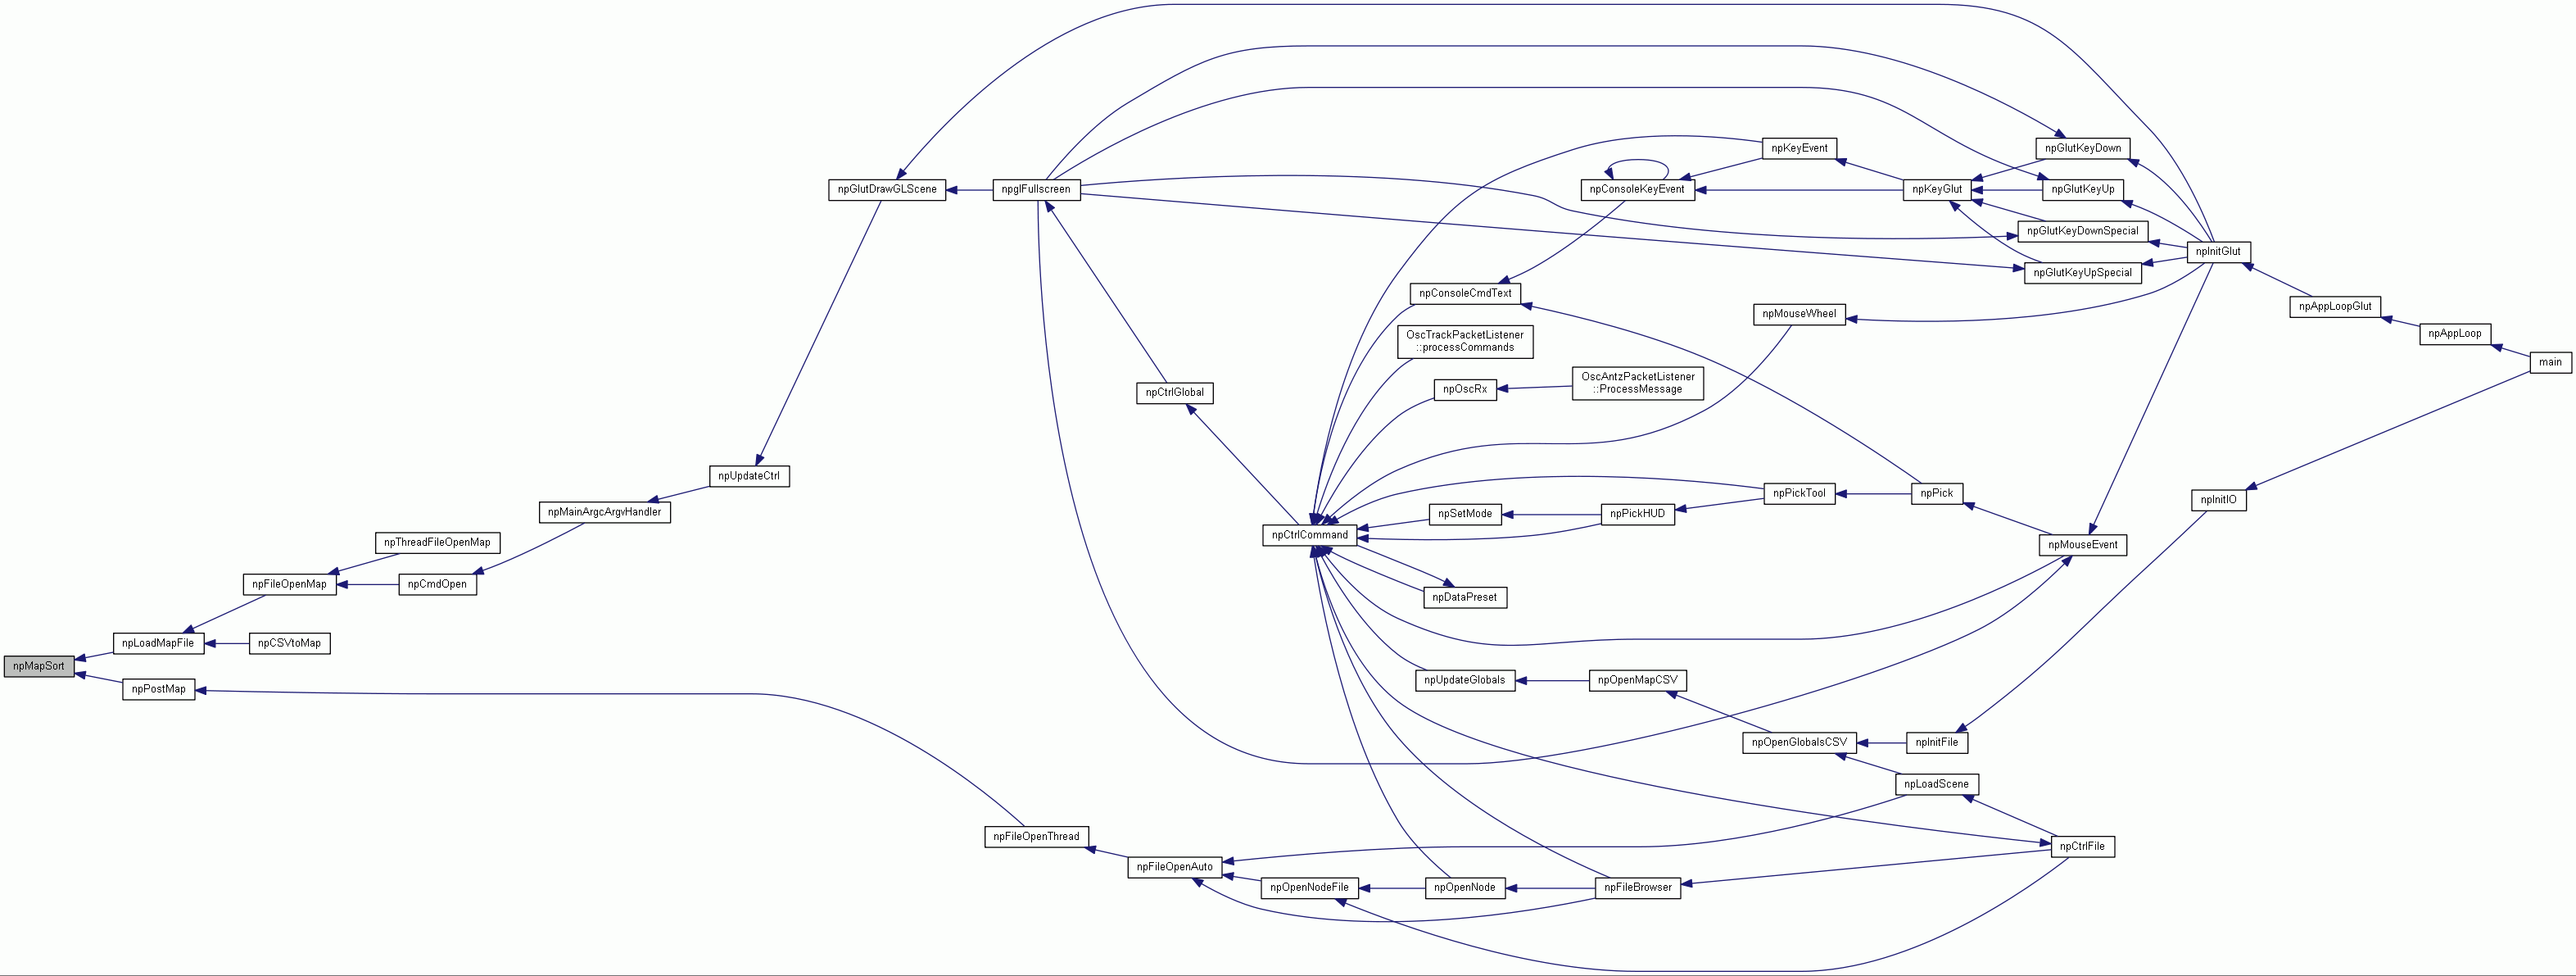 npKeyEvent
npGlutKeyDown
npGlutDrawGLScene
npglFullscreen
npConsoleKeyEvent
npKeyGlut
npGlutKeyUp
npGlutKeyDownSpecial
npInitGlut
npGlutKeyUpSpecial
npConsoleCmdText
npMouseWheel
npAppLoopGlut
OscTrackPacketListener
::processCommands
npAppLoop
main
npCtrlGlobal
npOscRx
OscAntzPacketListener
::ProcessMessage
npUpdateCtrl
npPickTool
npPick
npInitIO
npMainArgcArgvHandler
npSetMode
npPickHUD
npCtrlCommand
npThreadFileOpenMap
npMouseEvent
npFileOpenMap
npCmdOpen
npDataPreset
npLoadMapFile
npCSVtoMap
npMapSort
npUpdateGlobals
npOpenMapCSV
npPostMap
npOpenGlobalsCSV
npInitFile
npLoadScene
npFileOpenThread
npCtrlFile
npFileOpenAuto
npOpenNodeFile
npOpenNode
npFileBrowser